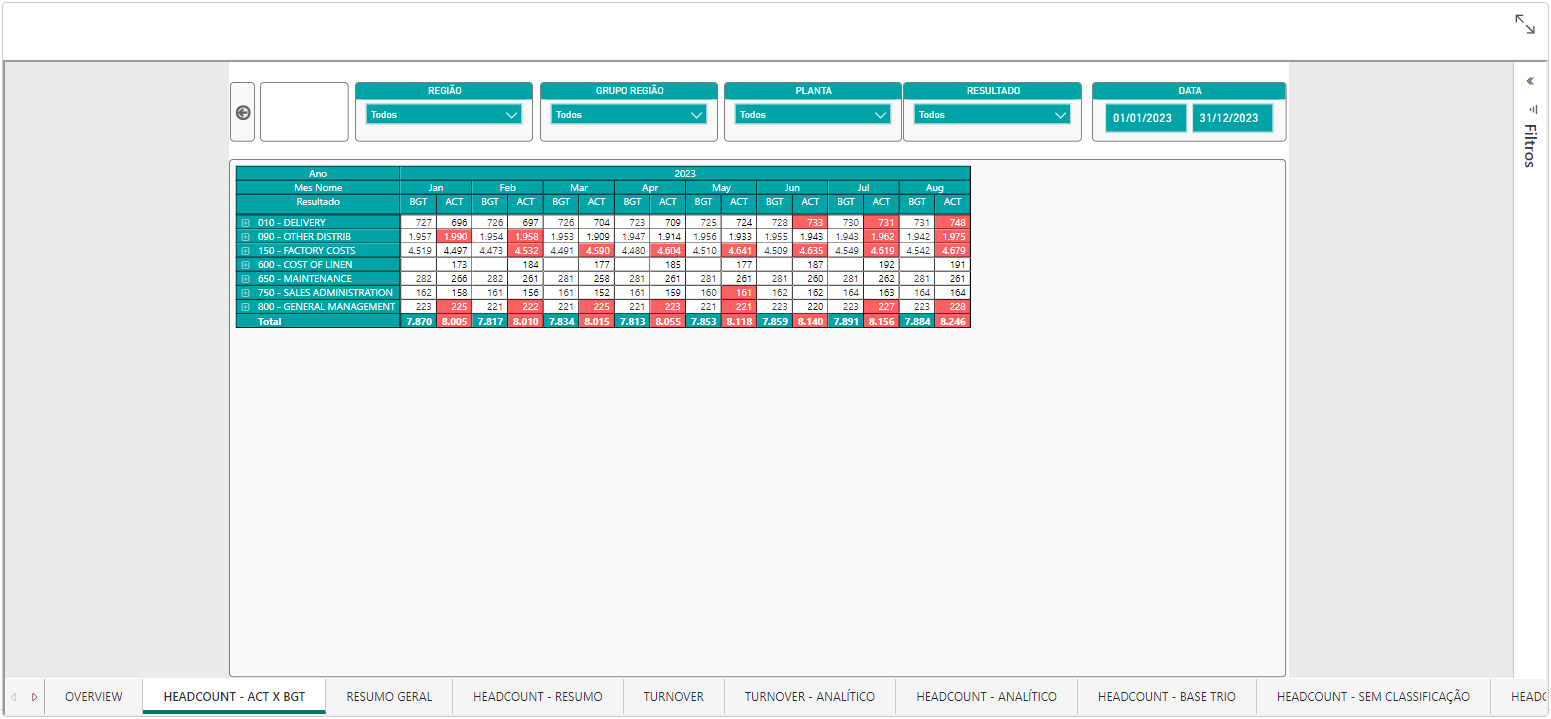 REGIÃO GRUPO REGIÃO PLANTA RESULTADO DATA
Todos Todos Todos Todos 01/01/2023 31/12/2023
Filtros
Ano 2023
Mes Nome Jan Feb Mar Apr May Jun Jul Aug
Resultado BGT ACT BGT ACT BGT ACT BGT ACT BGT ACT BGT ACT BGT ACT BGT ACT
010 - DELIVERY 727 696 726 697 726 704 723 709 725 724 728 733 730 731 731 748
090 - OTHER DISTRIB 1.957 1.990 1.954 1.958 1.953 1.909 1.947 1.914 1.956 1.933 1.955 1.943 1.943 1.962 1.942 1.975
150 - FACTORY COSTS 4.519 4.497 4.473 4.532 4.491 4.590 4.480 4.604 4.510 4.641 4.509 4.635 4.549 4.619 4.542 4.679
600 - COST OF LINEN 173 184 177 185 177 187 192 191
650 - MAINTENANCE 282 266 282 261 281 258 281 261 281 261 281 260 281 262 281 261
750 - SALES ADMINISTRATION 162 158 161 156 161 152 161 159 160 161 162 162 164 163 164 164
800 - GENERAL MANAGEMENT 223 225 221 222 221 225 221 223 221 221 223 220 223 227 223 228
Total 7.870 8.005 7.817 8.010 7.834 8.015 7.813 8.055 7.853 8.118 7.859 8.140 7.891 8.156 7.884 8.246
OVERVIEW HEADCOUNT - ACT X BGT RESUMO GERAL HEADCOUNT - RESUMO TURNOVER TURNOVER - ANALÍTICO HEADCOUNT - ANALÍTICO HEADCOUNT - BASE TRIO HEADCOUNT - SEM CLASSIFICAÇÃO HEADC